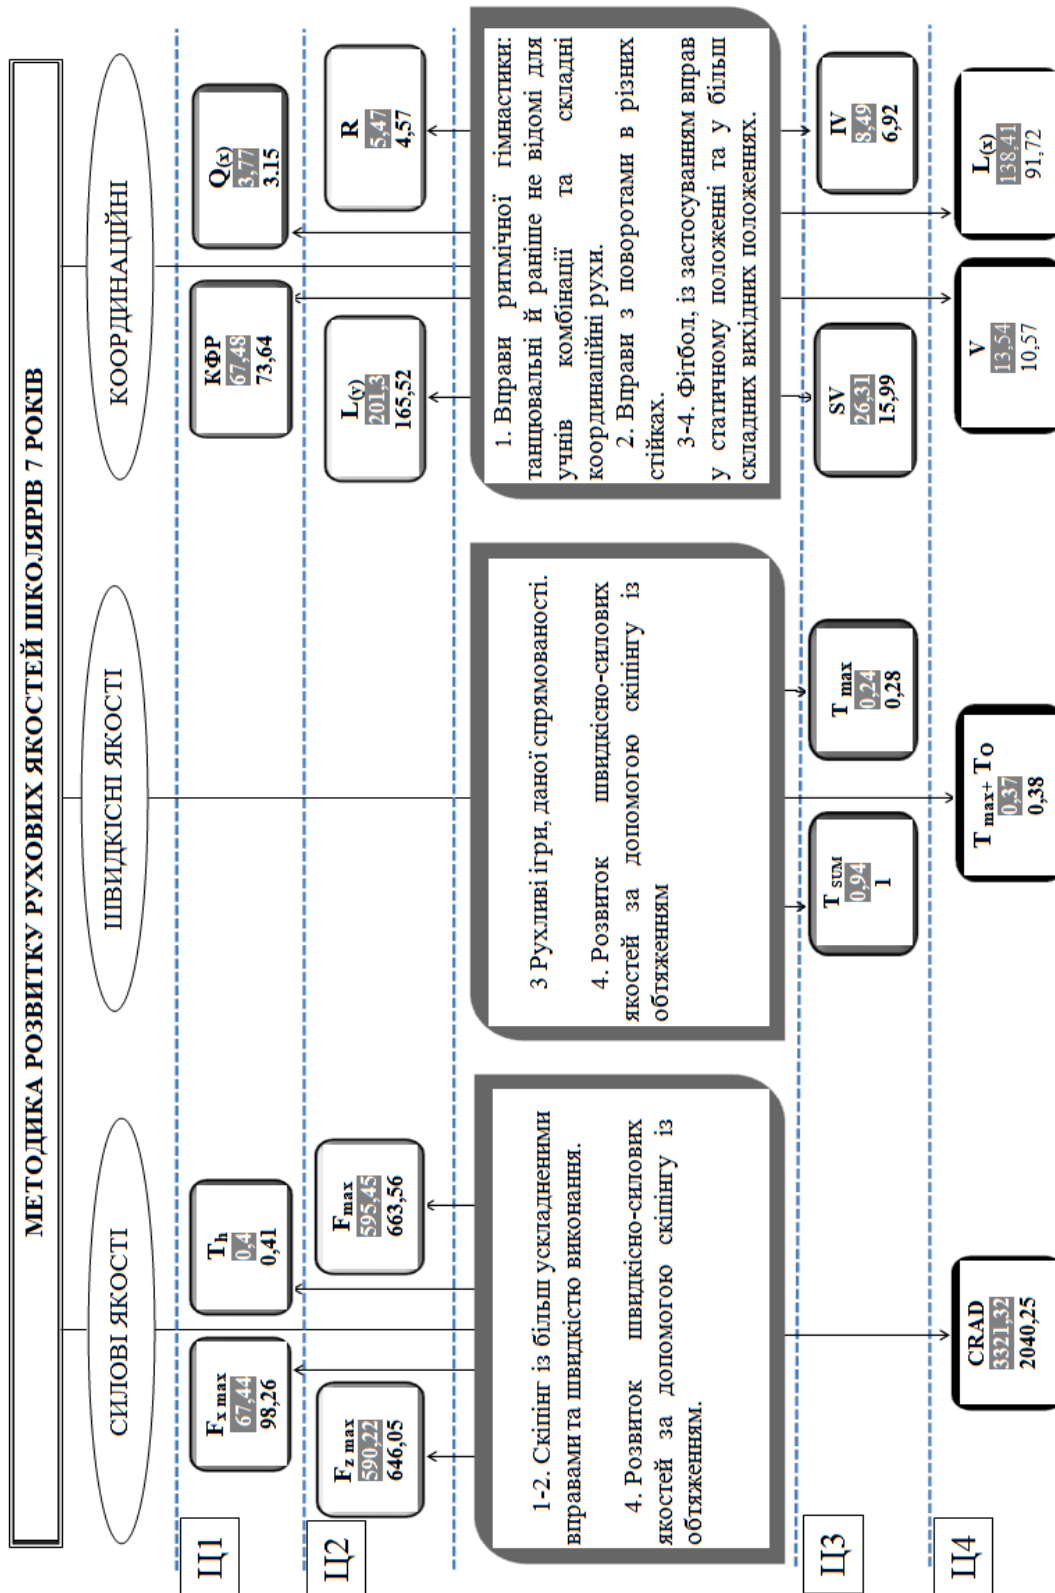 МЕТОДИКА РОЗВИТКУ РУХОВИХ ЯКОСТЕЙ ШКОЛЯРІВ 7 РОКІВ
СИЛОВІ ЯКОСТІ
ШВИДКІСНІ ЯКОСТІ
КООРДИНАЦІЙНІ
Ц1
F x max
67,44
98,26
T h
0,4
0,41
КФР
67,48
73,64
Q(x)
3,77
3.15
Ц2
F z max
590,22
646,05
F max
595,45
663,56
L(y)
201,3
165,52
R
5,47
4,57
1-2. Скіпінг із більш ускладненими
вправами та швидкістю виконання.
4. Розвиток швидкісно-силових
якостей за допомогою скіпінгу із
обтяженням.
3 Рухливі ігри, даної спрямованості.
4. Розвиток швидкісно-силових
якостей за допомогою скіпінгу із
обтяженням
1. Вправи ритмічної гімнастики:
танцювальні й раніше не відомі для
учнів комбінації та складні
координаційні рухи.
2. Вправи з поворотами в різних
стійках.
3-4. Фітбол, із застосуванням вправ
у статичному положенні та у більш
складних вихідних положеннях.
Ц3
T SUM
0,94
1
T max
0,24
0,28
SV
26,31
15,99
IV
8,49
6,92
Ц4
CRAD
3321,32
2040,25
T max+ TO
0,37
0,38
V
13,54
10,57
L(x)
138,41
91,72